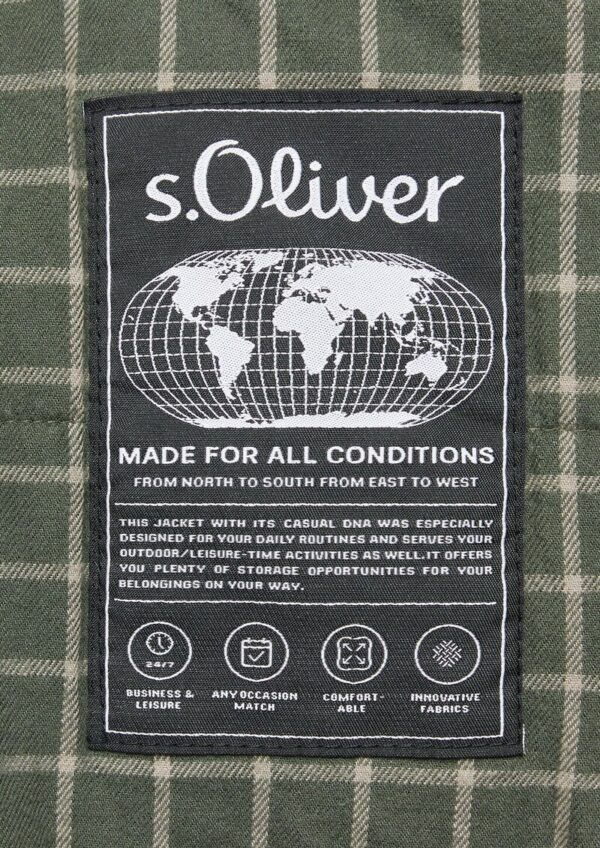 s.Oliver
MADE FOR ALL CONDITIONS
FROM NORTH TO SOUTH FROM EAST TO WEST
THIS JACKET WITH ITS CASUAL DNA WAS ESPECIALLY
DESIGNED FOR YOUR DAILY ROUTINES AND SERVES YOUR
OUTDOOR/LEISURE-TIME ACTIVITIES AS WELL. IT OFFERS
YOU PLENTY OF STORAGE OPPORTUNITIES FOR YOUR
BELONGINGS ON YOUR WAY.
24/7
BUSINESS &
LEISURE
ANY OCCASION
MATCH
COMFORT-
ABLE
INNOVATIVE
FABRICS